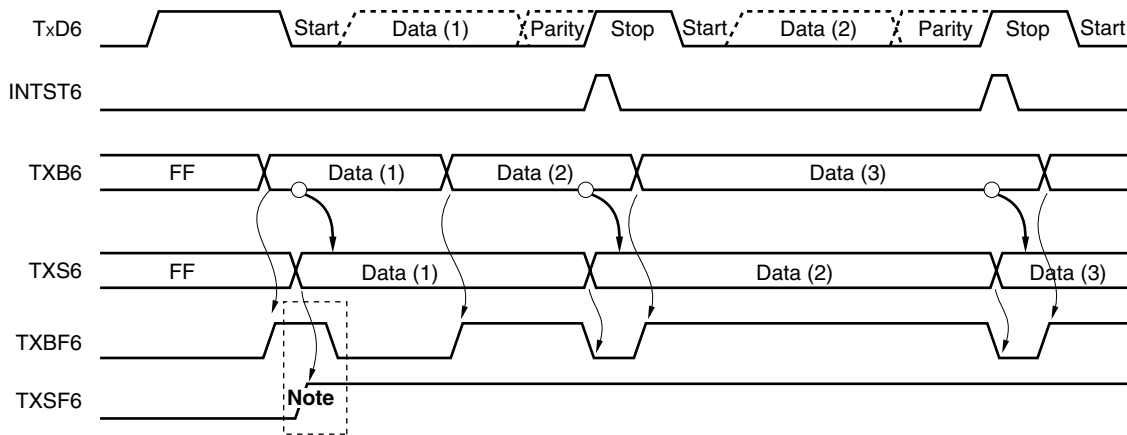 TxD6 Start Data (1) Parity Stop Start Data (2) Parity Stop Start
INTST6
TXB6 FF Data (1) Data (2) Data (3)
TXS6 FF Data (1) Data (2) Data (3)
TXBF6
Note
TXSF6